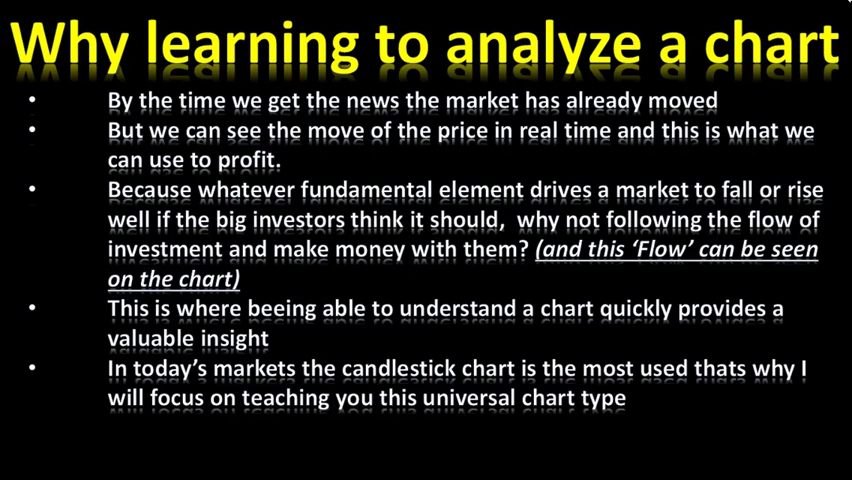 Why learning to analyze a chart
• By the time we get the news the market has already moved
• But we can see the move of the price in real time and this is what we
can use to profit.
• Because whatever fundamental element drives a market to fall or rise
well if the big investors think it should, why not following the flow of
investment and make money with them? (and this ‘Flow’ can be seen
on the chart)
• This is where beeing able to understand a chart quickly provides a
valuable insight
• In today’s markets the candlestick chart is the most used thats why I
will focus on teaching you this universal chart type